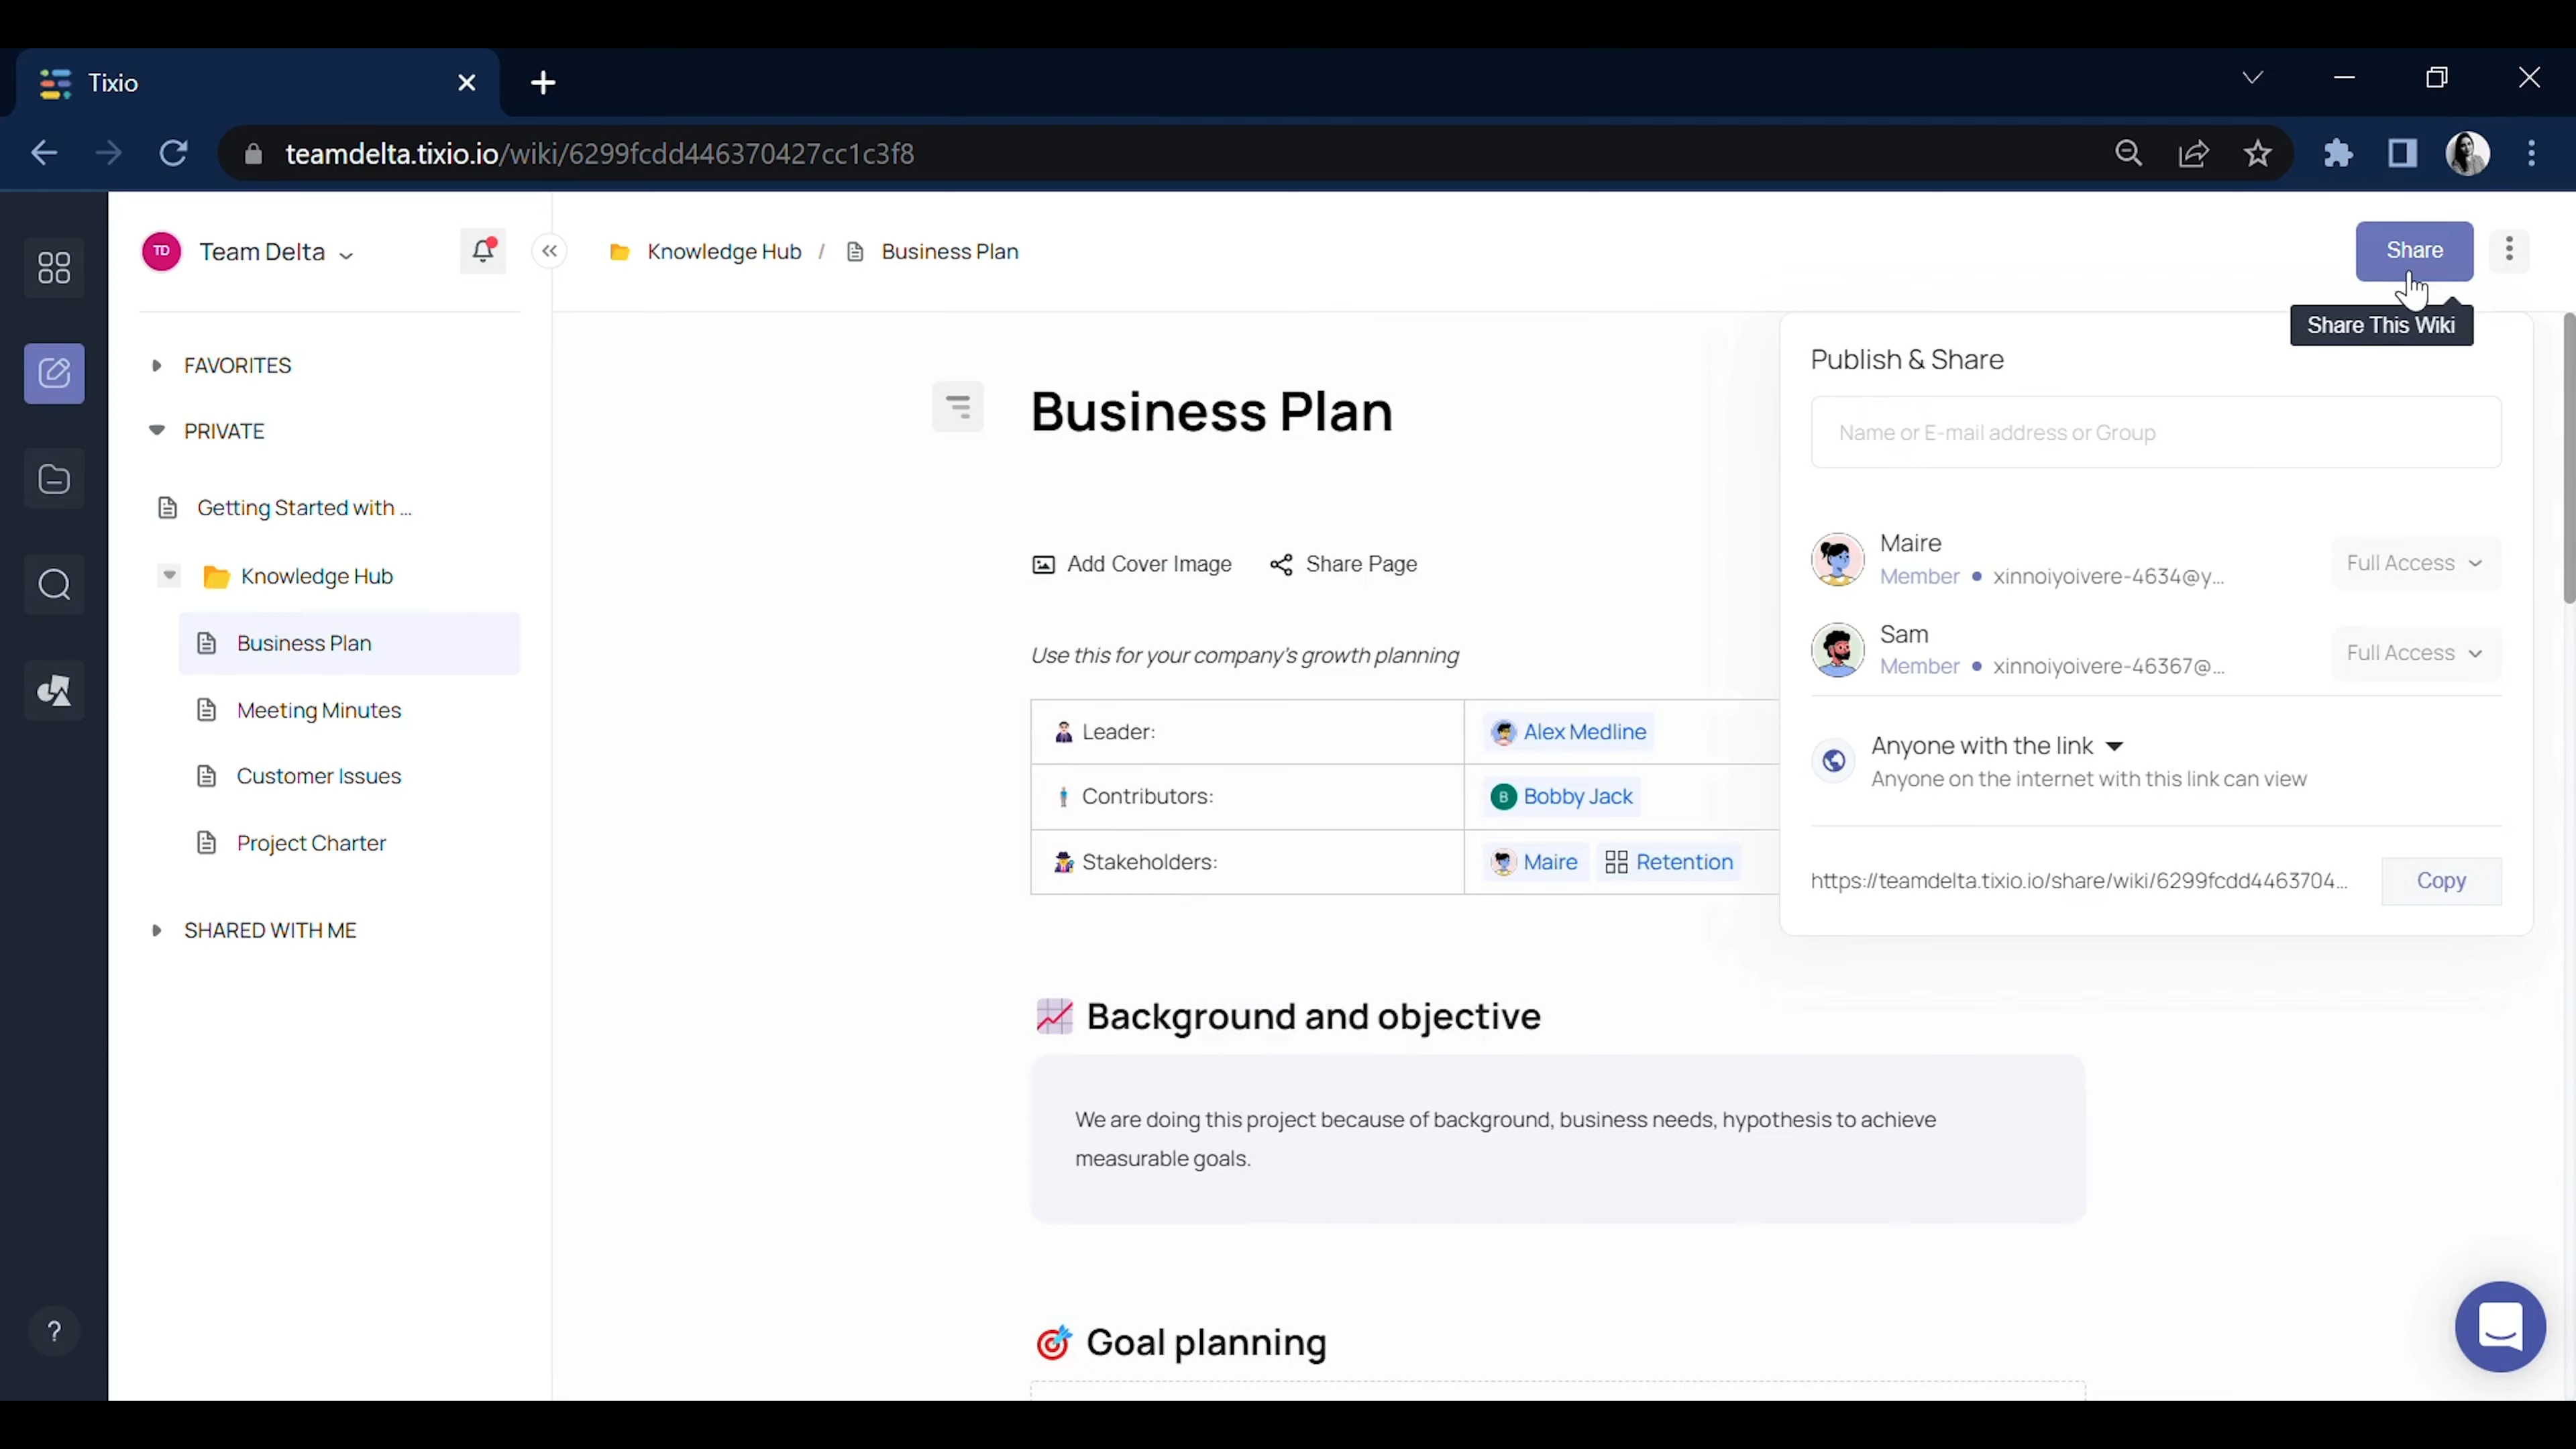 Tixio
teamdelta.tixio.io/wiki/6299fcdd446370427cc1c3f8
TD Team Delta
Knowledge Hub / Business Plan
Share
Share This Wiki
FAVORITES
PRIVATE
Getting Started with ...
Knowledge Hub
Business Plan
Meeting Minutes
Customer Issues
Project Charter
SHARED WITH ME
?
Business Plan
Add Cover Image Share Page
Use this for your company's growth planning
Leader: Alex Medline
Contributors: B Bobby Jack
Stakeholders: Maire Retention
Background and objective
We are doing this project because of background, business needs, hypothesis to achieve
measurable goals.
Goal planning
Publish & Share
Name or E-mail address or Group
Maire
Member • xinnoiyoivere-4634@y...
Full Access
Sam
Member • xinnoiyoivere-46367@...
Full Access
Anyone with the link
Anyone on the internet with this link can view
https://teamdelta.tixio.io/share/wiki/6299fcdd4463704...
Copy